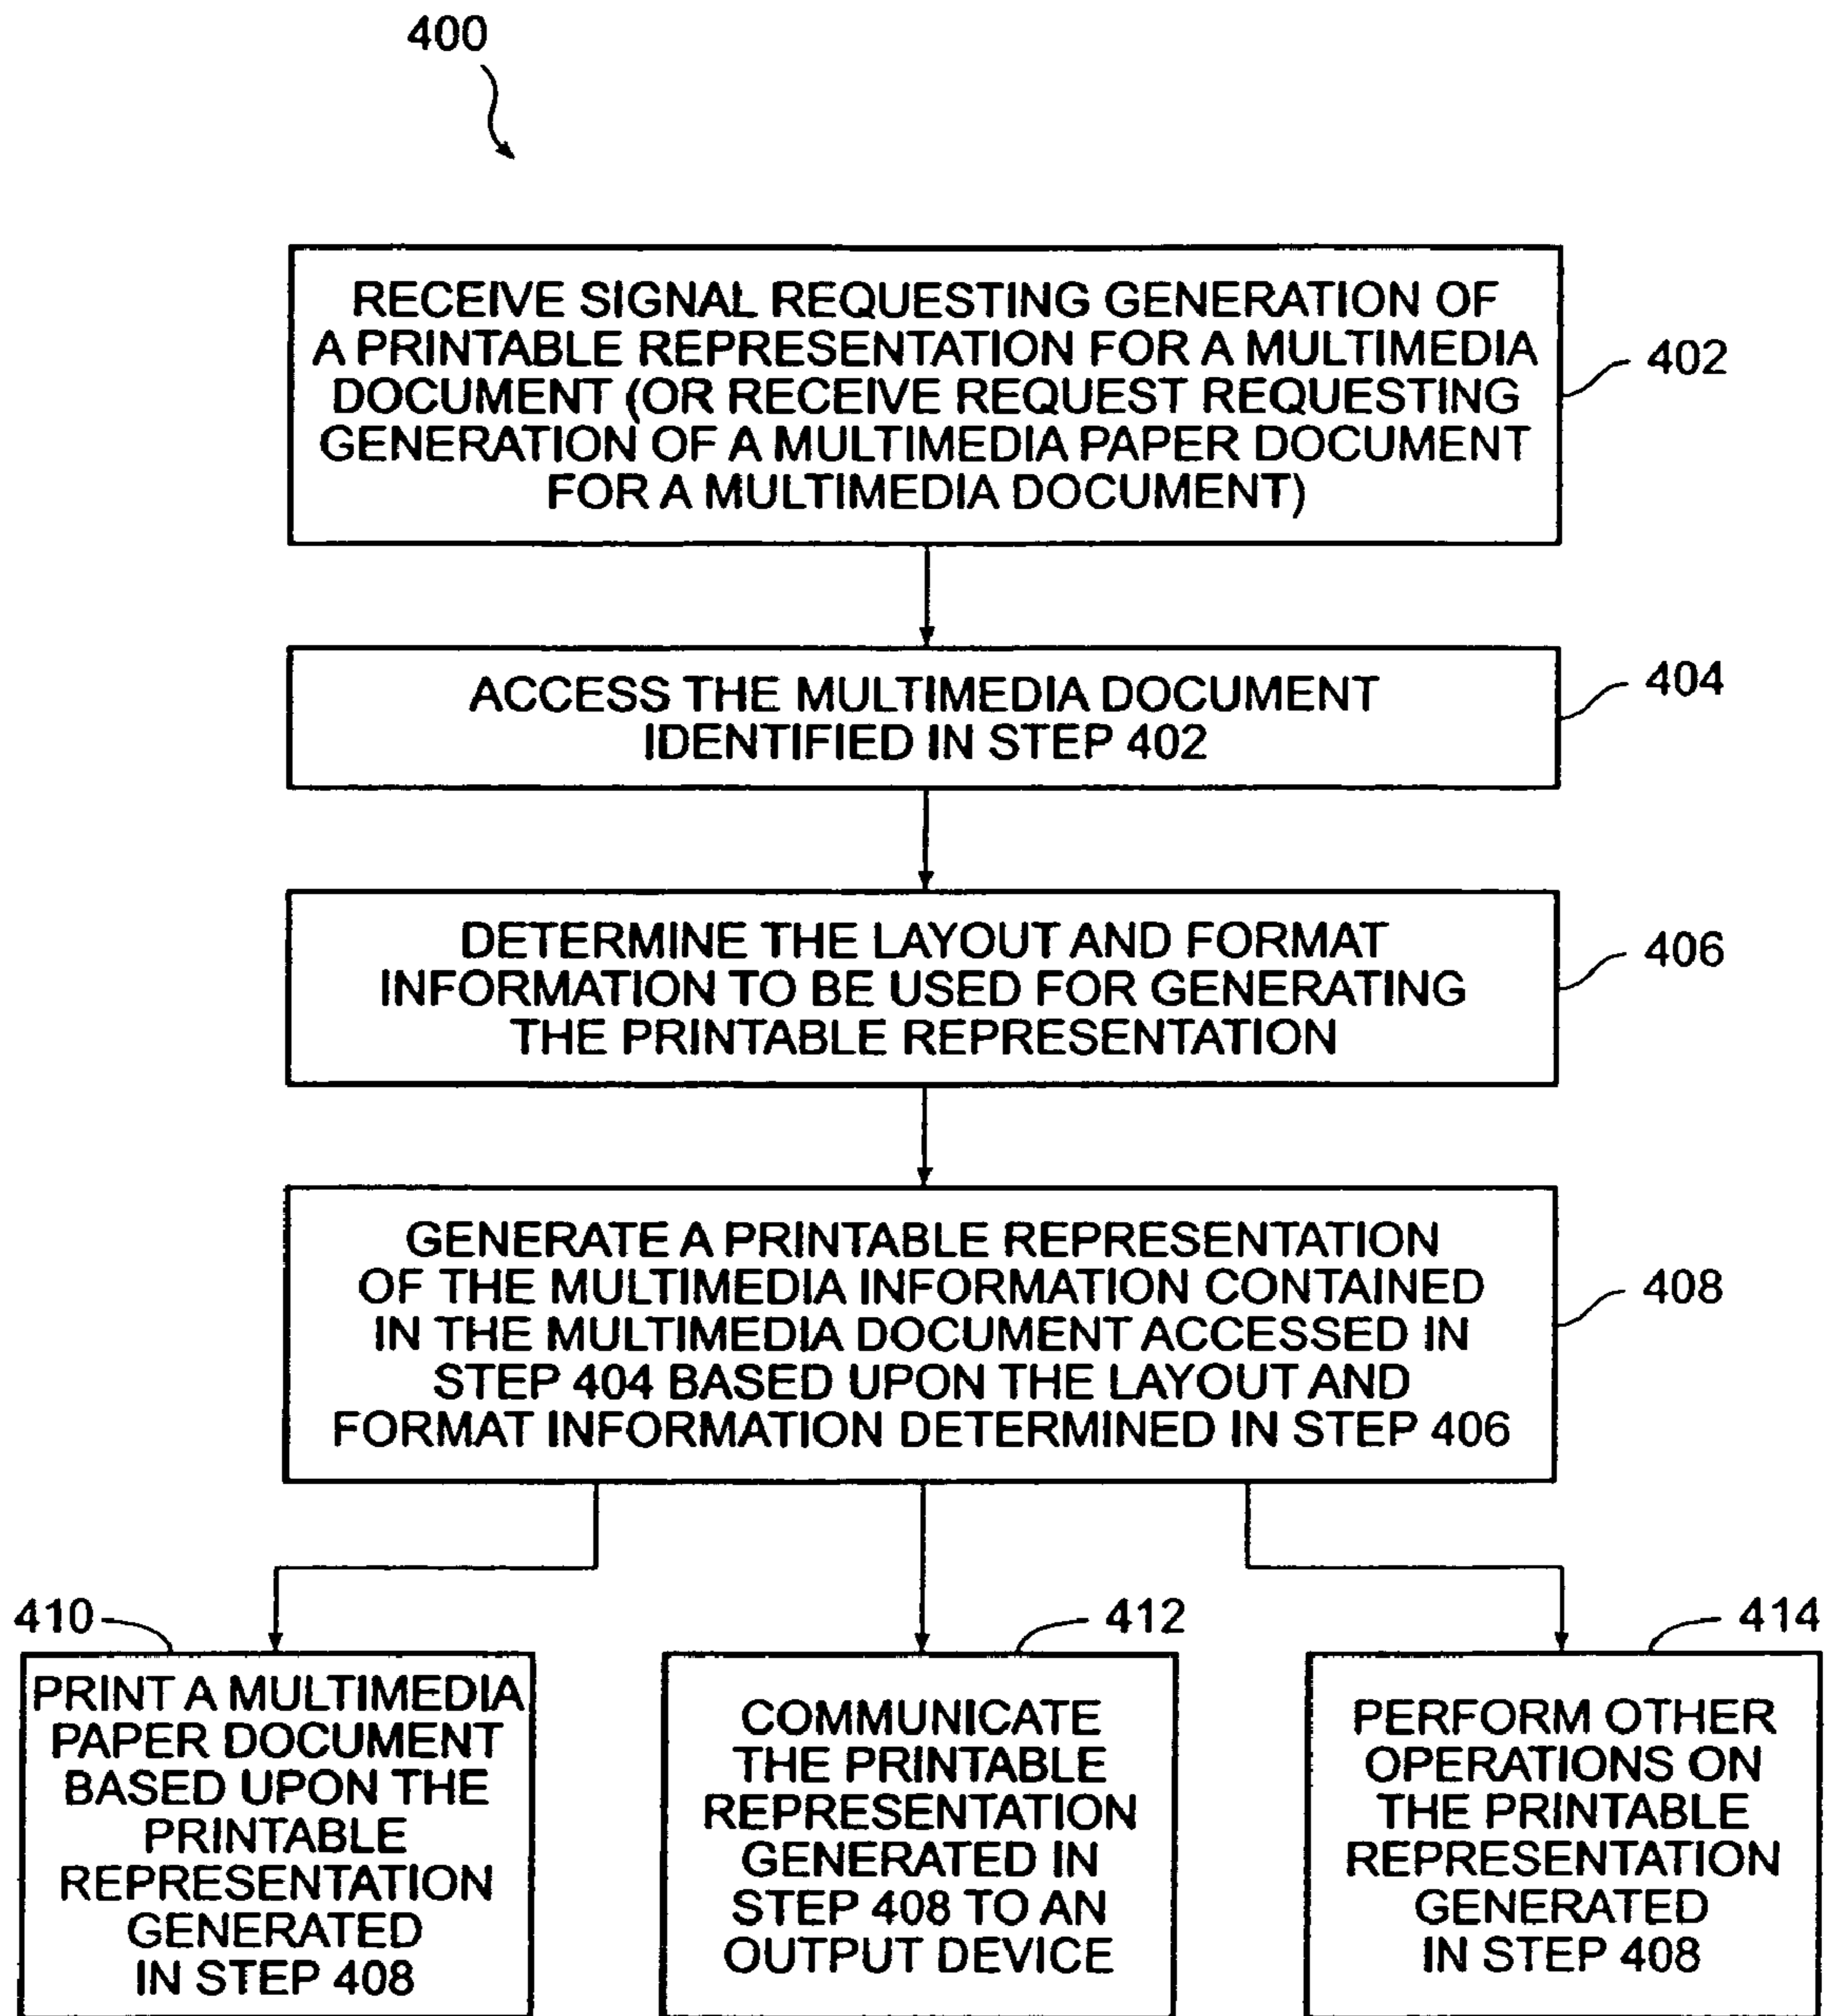 400
RECEIVE SIGNAL REQUESTING GENERATION OF
A PRINTABLE REPRESENTATION FOR A MULTIMEDIA
DOCUMENT (OR RECEIVE REQUEST REQUESTING
GENERATION OF A MULTIMEDIA PAPER DOCUMENT
FOR A MULTIMEDIA DOCUMENT)
402
ACCESS THE MULTIMEDIA DOCUMENT
IDENTIFIED IN STEP 402
404
DETERMINE THE LAYOUT AND FORMAT
INFORMATION TO BE USED FOR GENERATING
THE PRINTABLE REPRESENTATION
406
GENERATE A PRINTABLE REPRESENTATION
OF THE MULTIMEDIA INFORMATION CONTAINED
IN THE MULTIMEDIA DOCUMENT ACCESSED IN
STEP 404 BASED UPON THE LAYOUT AND
FORMAT INFORMATION DETERMINED IN STEP 406
408
410
PRINT A MULTIMEDIA
PAPER DOCUMENT
BASED UPON THE
PRINTABLE
REPRESENTATION
GENERATED
IN STEP 408
412
COMMUNICATE
THE PRINTABLE
REPRESENTATION
GENERATED IN
STEP 408 TO AN
OUTPUT DEVICE
414
PERFORM OTHER
OPERATIONS ON
THE PRINTABLE
REPRESENTATION
GENERATED
IN STEP 408